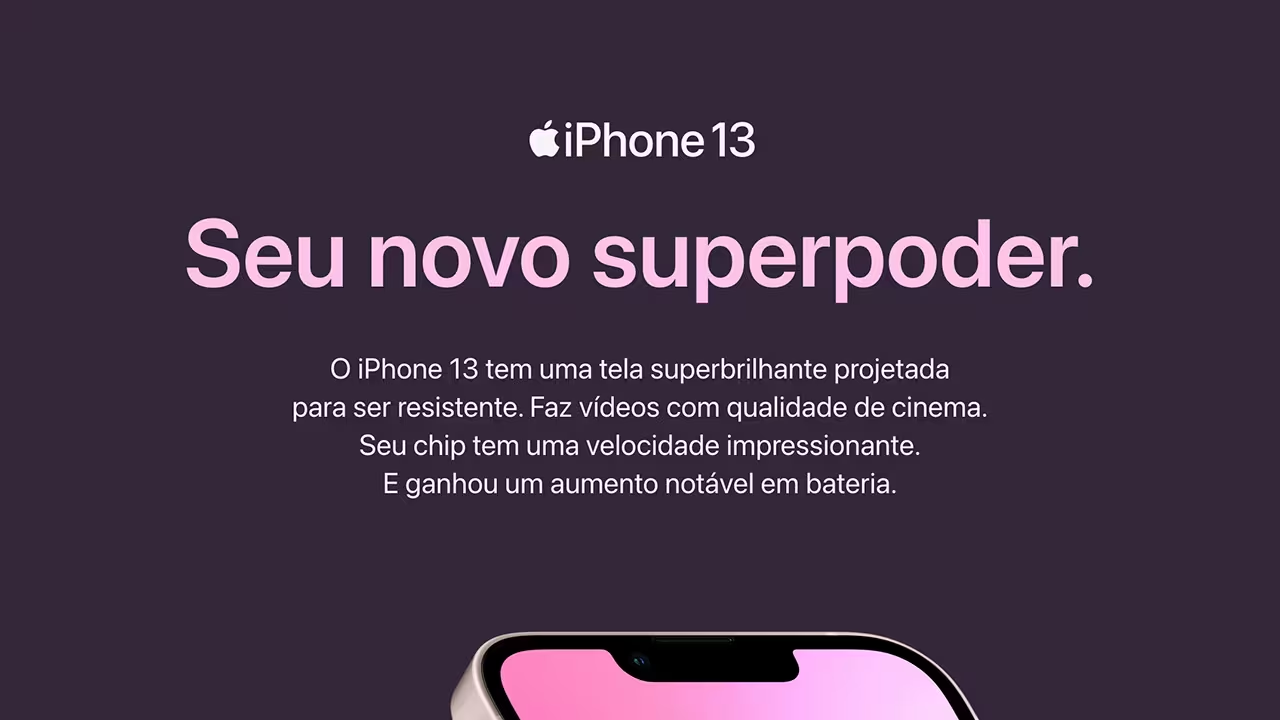 iPhone 13
Seu novo superpoder.
O iPhone 13 tem uma tela superbrilhante projetada
para ser resistente. Faz vídeos com qualidade de cinema.
Seu chip tem uma velocidade impressionante.
E ganhou um aumento notável em bateria.